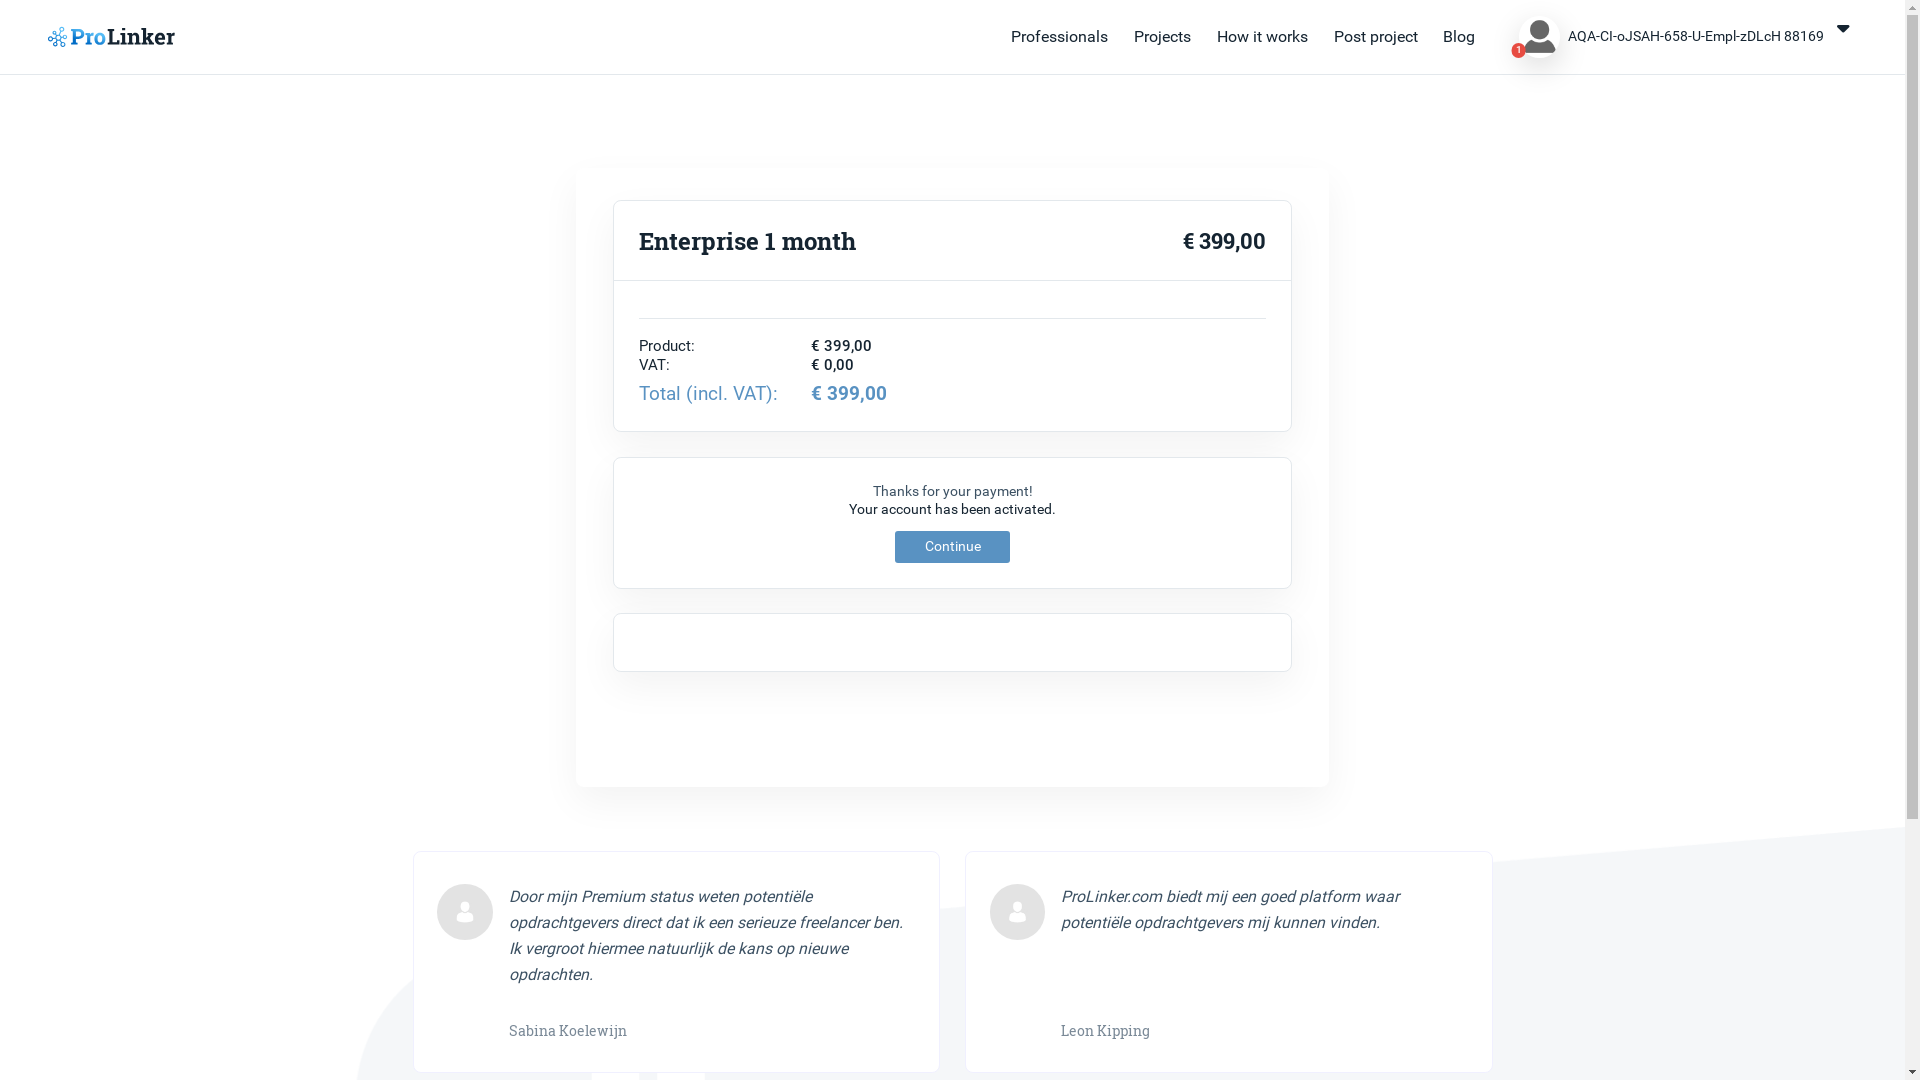 ProLinker
Professionals
Projects
How it works
Post project
Blog
1
AQA-CI-oJSAH-658-U-Empl-zDLcH 88169
Enterprise 1 month
€ 399,00
Product:
€ 399,00
VAT:
€ 0,00
Total (incl. VAT):
€ 399,00
Thanks for your payment!
Your account has been activated.
Continue
Door mijn Premium status weten potentiële
opdrachtgevers direct dat ik een serieuze freelancer ben.
Ik vergroot hiermee natuurlijk de kans op nieuwe
opdrachten.
Sabina Koelewijn
ProLinker.com biedt mij een goed platform waar
potentiële opdrachtgevers mij kunnen vinden.
Leon Kipping